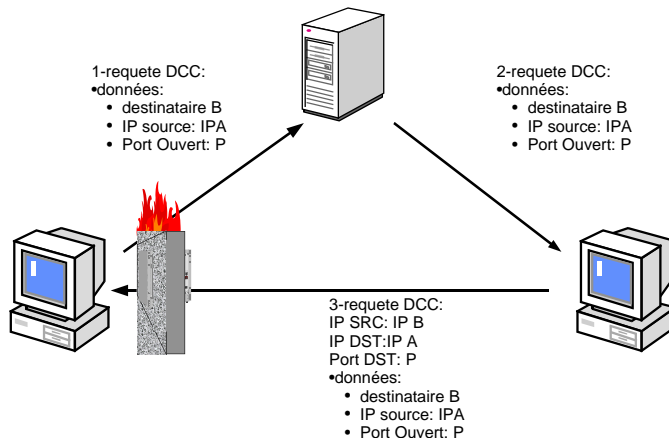 1-requete DCC:
•données:
• destinataire B
• IP source: IPA
• Port Ouvert: P
2-requete DCC:
•données:
• destinataire B
• IP source: IPA
• Port Ouvert: P
3-requete DCC:
IP SRC: IP B
IP DST:IP A
Port DST: P
•données:
• destinataire B
• IP source: IPA
• Port Ouvert: P